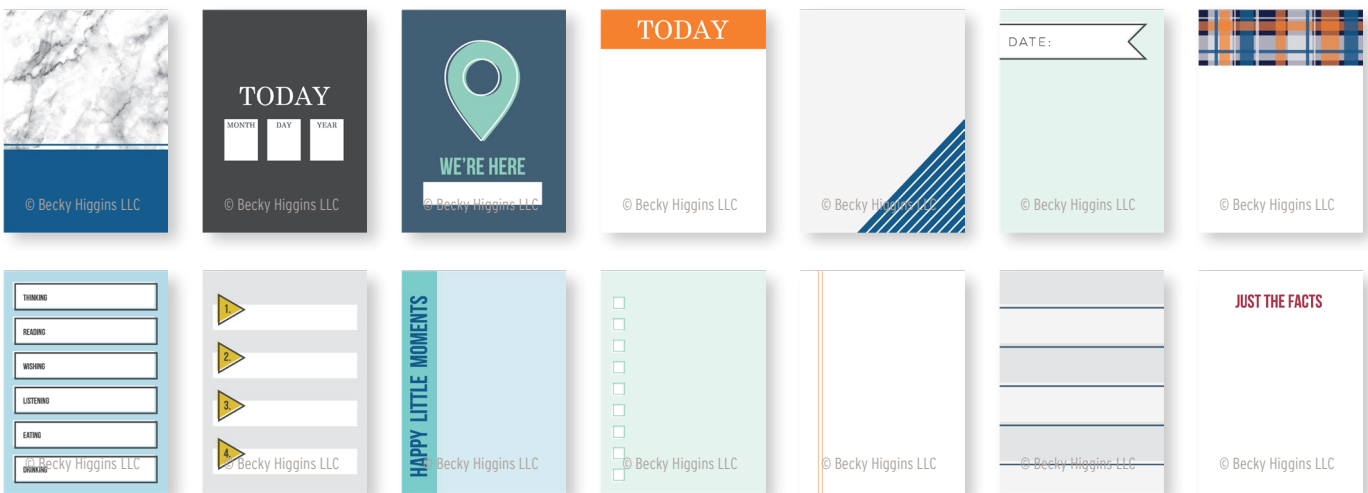 TODAY
MONTH DAY YEAR
© Becky Higgins LLC
© Becky Higgins LLC
WE'RE HERE
© Becky Higgins LLC
TODAY
© Becky Higgins LLC
© Becky Higgins LLC
DATE:
© Becky Higgins LLC
© Becky Higgins LLC
THINKING
READING
WISHING
LISTENING
EATING
DRINKING
© Becky Higgins LLC
1.
2.
3.
4.
© Becky Higgins LLC
HAPPY LITTLE MOMENTS
© Becky Higgins LLC
© Becky Higgins LLC
© Becky Higgins LLC
© Becky Higgins LLC
JUST THE FACTS
© Becky Higgins LLC